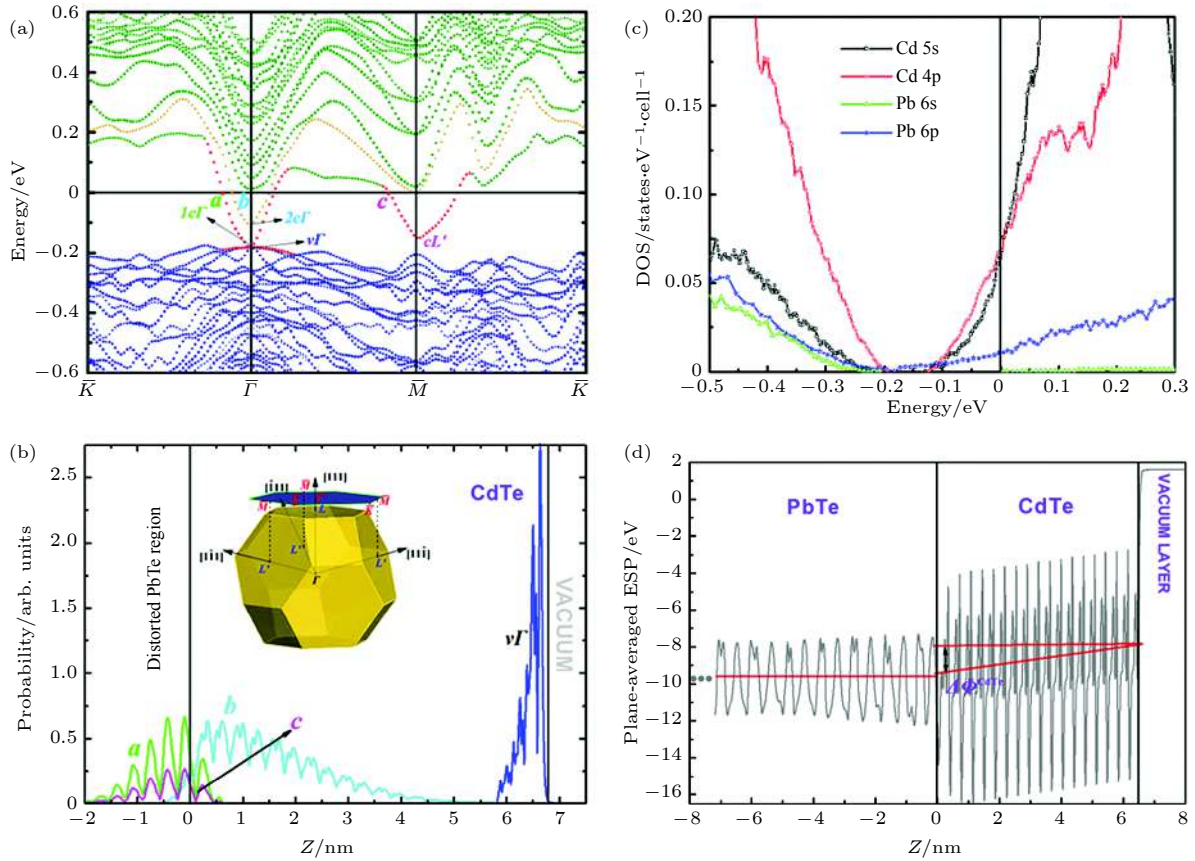 (a)
0.6
0.4
0.2
0
−0.2
−0.4
−0.6
Energy/eV
a
b
c
1cΓ
2cΓ
vΓ
cL'
K̅
Γ̅
M̅
K̅
(c)
0.20
0.15
0.10
0.05
0
DOS/states·eV⁻¹·cell⁻¹
Cd 5s
Cd 4p
Pb 6s
Pb 6p
−0.5 −0.4 −0.3 −0.2 −0.1 0 0.1 0.2 0.3
Energy/eV
(b)
2.5
2.0
1.5
1.0
0.5
0
Probability/arb. units
Distorted PbTe region
CdTe
VACUUM
[111]
M̅
M̅
M̅
K̅
L
L'
L'
L'
Γ
vΓ
a
b
c
−2 −1 0 1 2 3 4 5 6 7
Z/nm
(d)
2
0
−2
−4
−6
−8
−10
−12
−14
−16
Plane-averaged ESP/eV
PbTe
CdTe
VACUUM LAYER
ΔΦCdTe
−8 −6 −4 −2 0 2 4 6 8
Z/nm